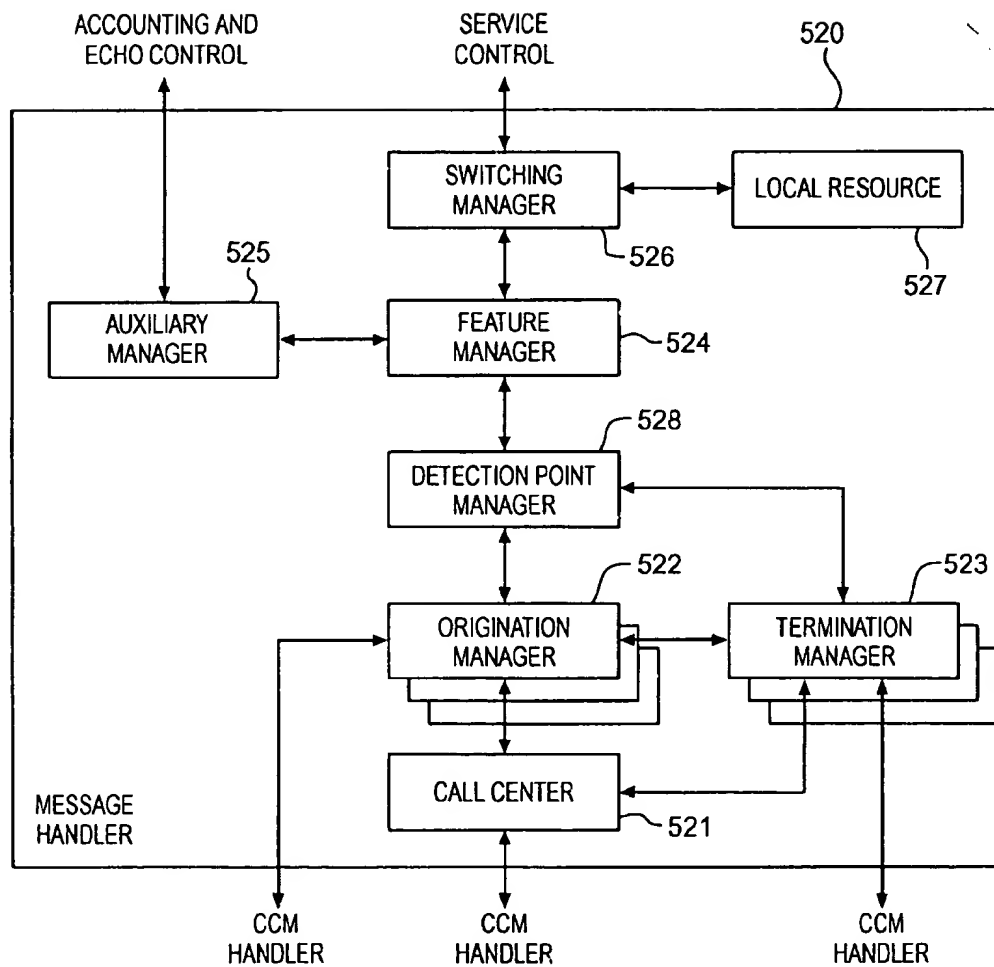 ACCOUNTING AND
ECHO CONTROL
SERVICE
CONTROL
520
SWITCHING
MANAGER
526
LOCAL RESOURCE
527
525
AUXILIARY
MANAGER
FEATURE
MANAGER
524
528
DETECTION POINT
MANAGER
522
ORIGINATION
MANAGER
523
TERMINATION
MANAGER
CALL CENTER
521
MESSAGE
HANDLER
CCM
HANDLER
CCM
HANDLER
CCM
HANDLER